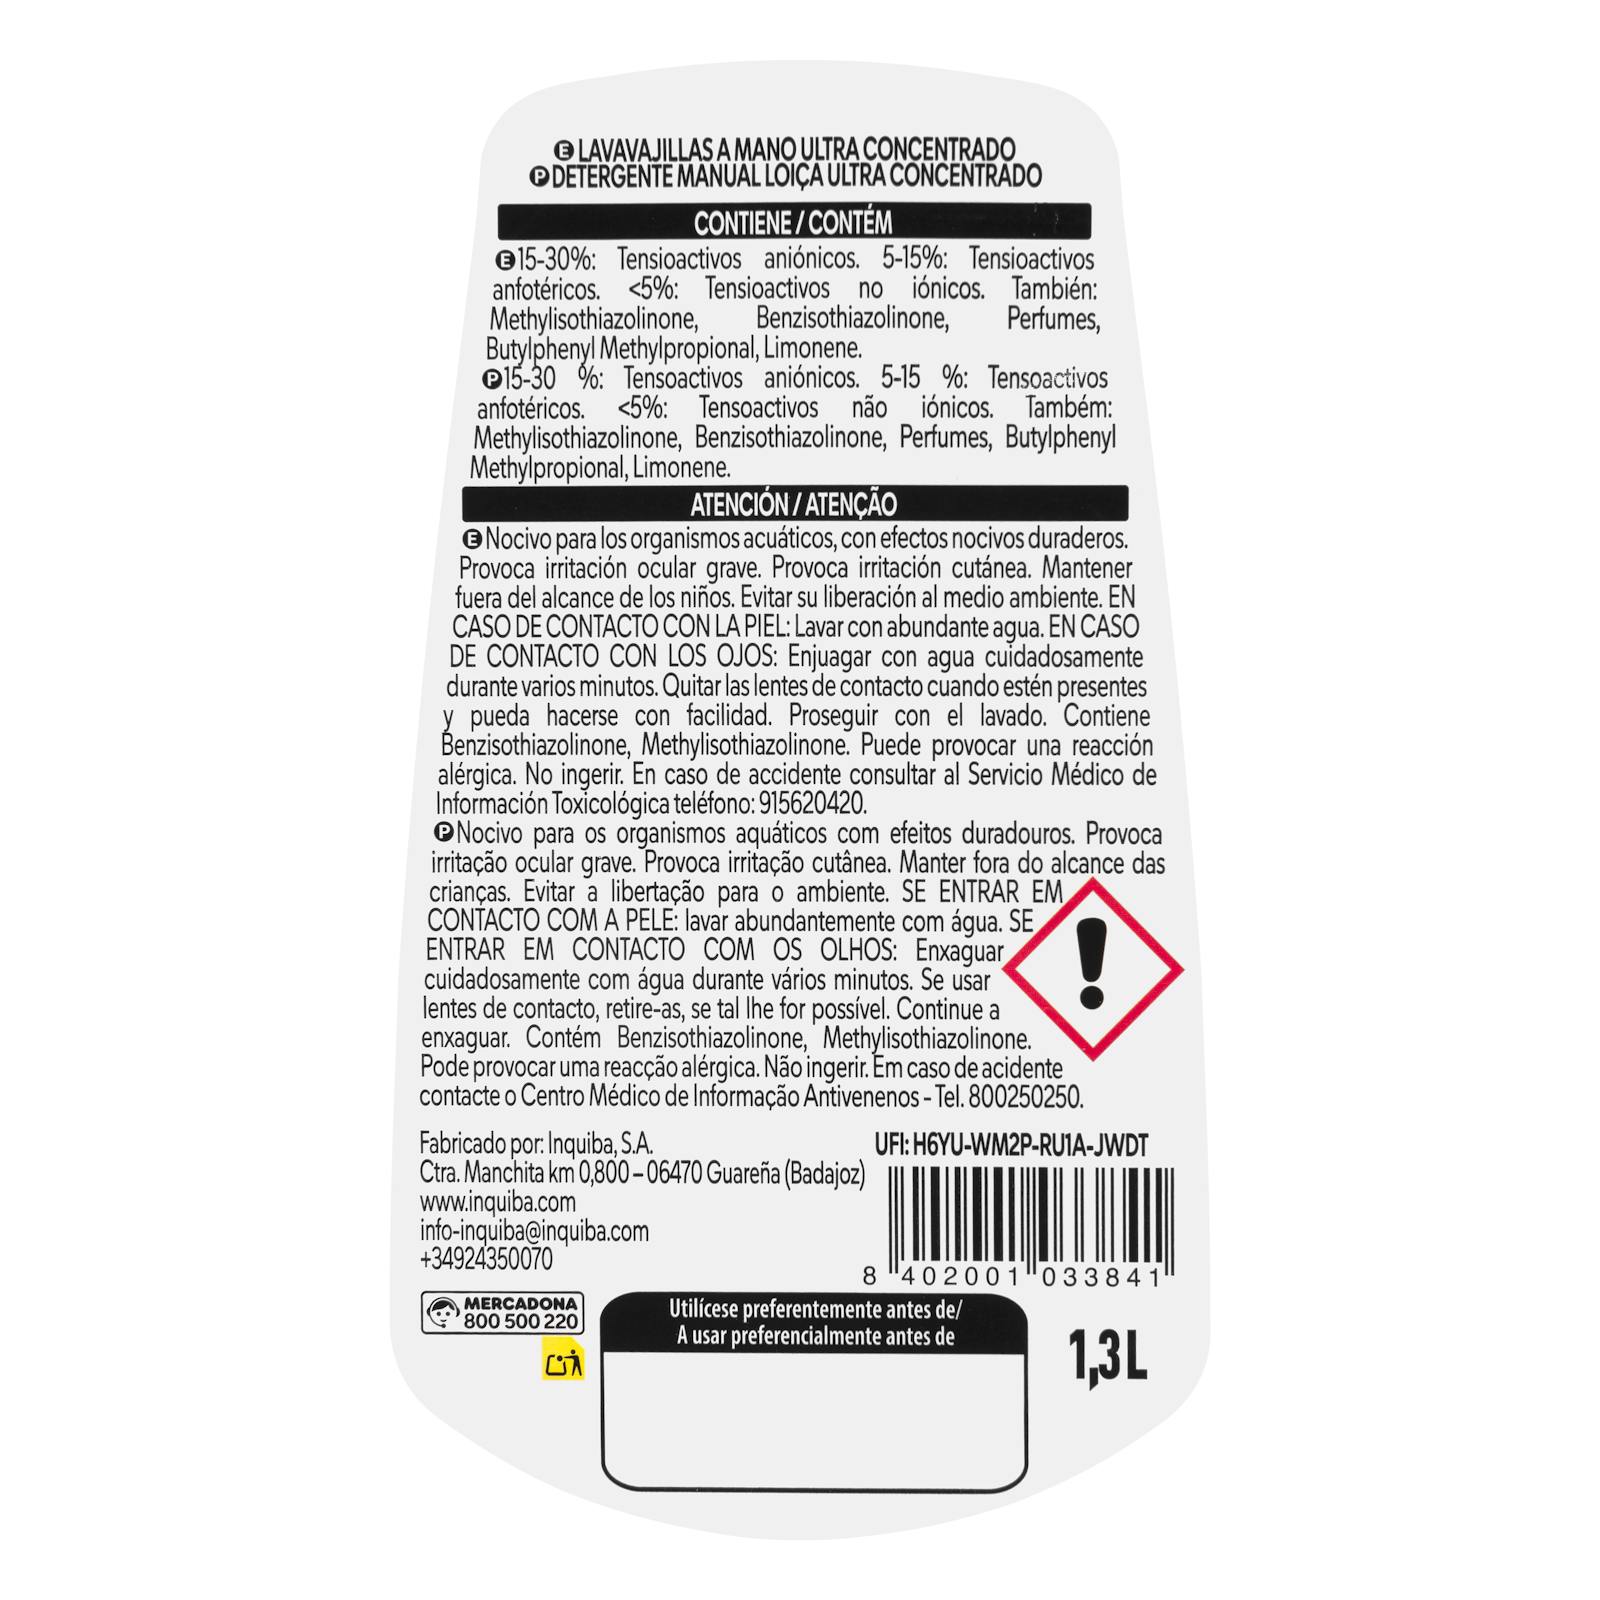 E LAVAVAJILLAS A MANO ULTRA CONCENTRADO
P DETERGENTE MANUAL LOIÇA ULTRA CONCENTRADO
CONTIENE / CONTÉM
E 15-30%: Tensioactivos aniónicos. 5-15%: Tensioactivos
anfotéricos. <5%: Tensioactivos no iónicos. También:
Methylisothiazolinone, Benzisothiazolinone, Perfumes,
Butylphenyl Methylpropional, Limonene.
P 15-30 %: Tensoactivos aniónicos. 5-15 %: Tensoactivos
anfotéricos. <5%: Tensoactivos não iónicos. Também:
Methylisothiazolinone, Benzisothiazolinone, Perfumes, Butylphenyl
Methylpropional, Limonene.
ATENCIÓN / ATENÇÃO
E Nocivo para los organismos acuáticos, con efectos nocivos duraderos.
Provoca irritación ocular grave. Provoca irritación cutánea. Mantener
fuera del alcance de los niños. Evitar su liberación al medio ambiente. EN
CASO DE CONTACTO CON LA PIEL: Lavar con abundante agua. EN CASO
DE CONTACTO CON LOS OJOS: Enjuagar con agua cuidadosamente
durante varios minutos. Quitar las lentes de contacto cuando estén presentes
y pueda hacerse con facilidad. Proseguir con el lavado. Contiene
Benzisothiazolinone, Methylisothiazolinone. Puede provocar una reacción
alérgica. No ingerir. En caso de accidente consultar al Servicio Médico de
Información Toxicológica teléfono: 915620420.
P Nocivo para os organismos aquáticos com efeitos duradouros. Provoca
irritação ocular grave. Provoca irritação cutânea. Manter fora do alcance das
crianças. Evitar a libertação para o ambiente. SE ENTRAR EM
CONTACTO COM A PELE: lavar abundantemente com água. SE
ENTRAR EM CONTACTO COM OS OLHOS: Enxaguar
cuidadosamente com água durante vários minutos. Se usar
lentes de contacto, retire-as, se tal lhe for possível. Continue a
enxaguar. Contém Benzisothiazolinone, Methylisothiazolinone.
Pode provocar uma reacção alérgica. Não ingerir. Em caso de acidente
contacte o Centro Médico de Informação Antivenenos - Tel. 800250250.
Fabricado por: Inquiba, S.A.
Ctra. Manchita km 0,800 – 06470 Guareña (Badajoz)
www.inquiba.com
info-inquiba@inquiba.com
+34924350070
UFI: H6YU-WM2P-RU1A-JWDT
8 402001 033841
MERCADONA
800 500 220
Utilícese preferentemente antes de/
A usar preferencialmente antes de
1,3 L